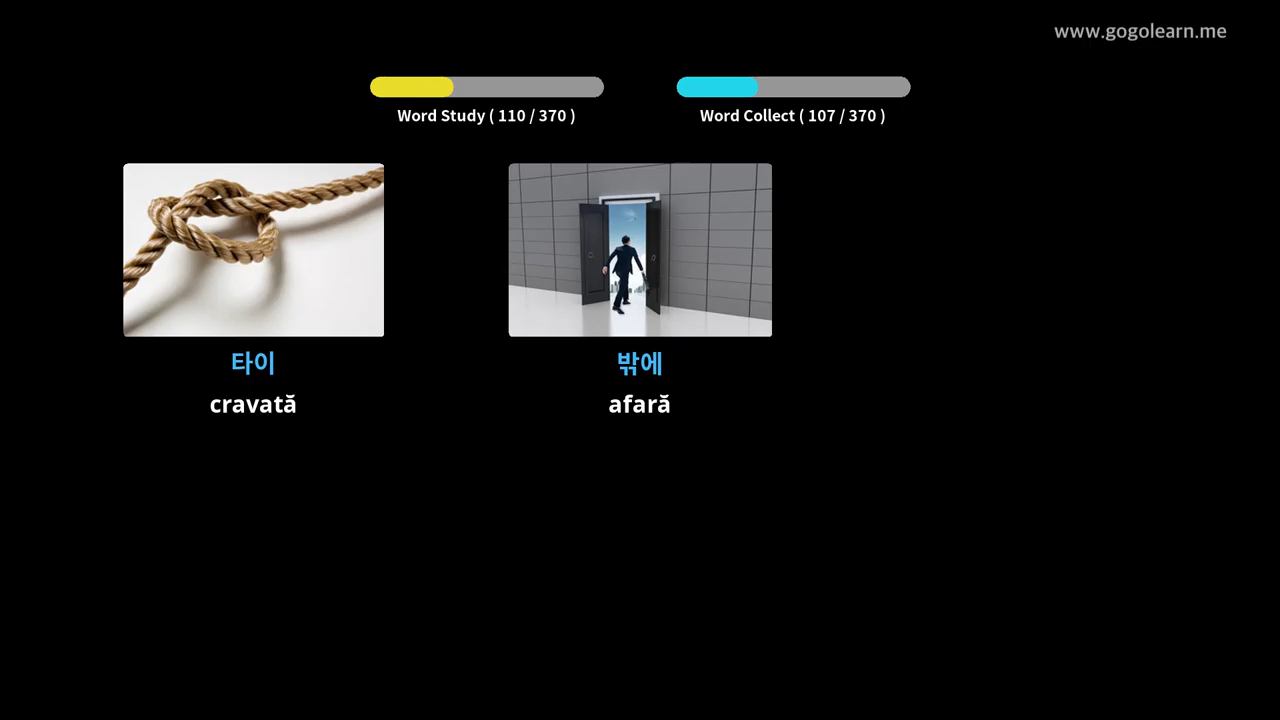 www.gogolearn.me
Word Study ( 110 / 370 )
Word Collect ( 107 / 370 )
타이
cravată
밖에
afară